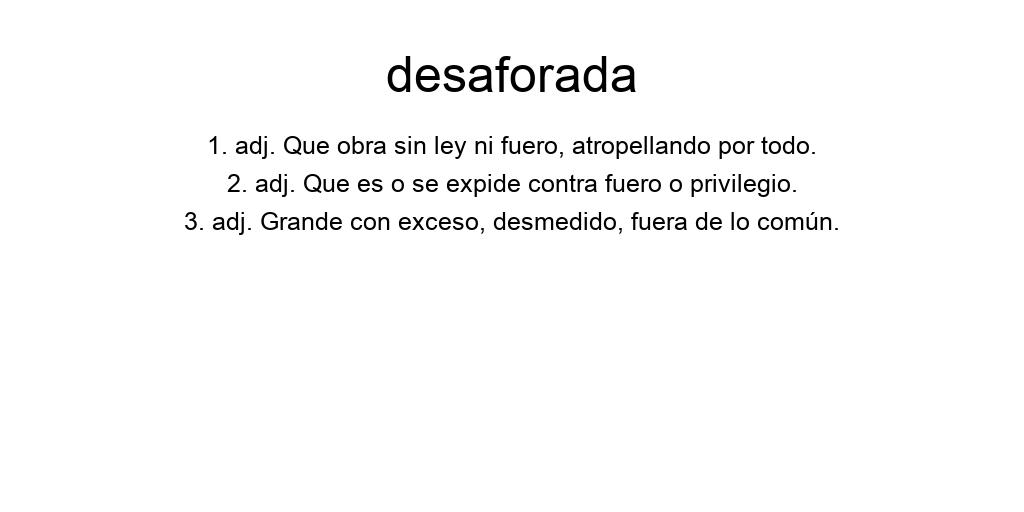 desaforada
1. adj. Que obra sin ley ni fuero, atropellando por todo.
2. adj. Que es o se expide contra fuero o privilegio.
3. adj. Grande con exceso, desmedido, fuera de lo común.